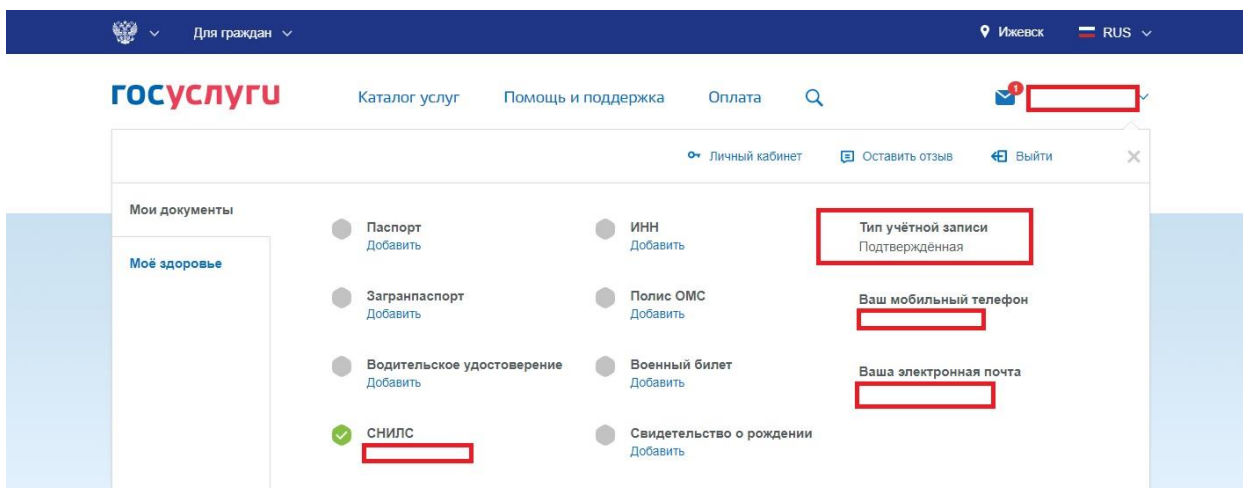 Для граждан
Ижевск
RUS
госуслуги
Каталог услуг
Помощь и поддержка
Оплата
1
Личный кабинет
Оставить отзыв
Выйти
Мои документы
Моё здоровье
Паспорт
Добавить
ИНН
Добавить
Тип учётной записи
Подтверждённая
Загранпаспорт
Добавить
Полис ОМС
Добавить
Ваш мобильный телефон
Водительское удостоверение
Добавить
Военный билет
Добавить
Ваша электронная почта
СНИЛС
Свидетельство о рождении
Добавить